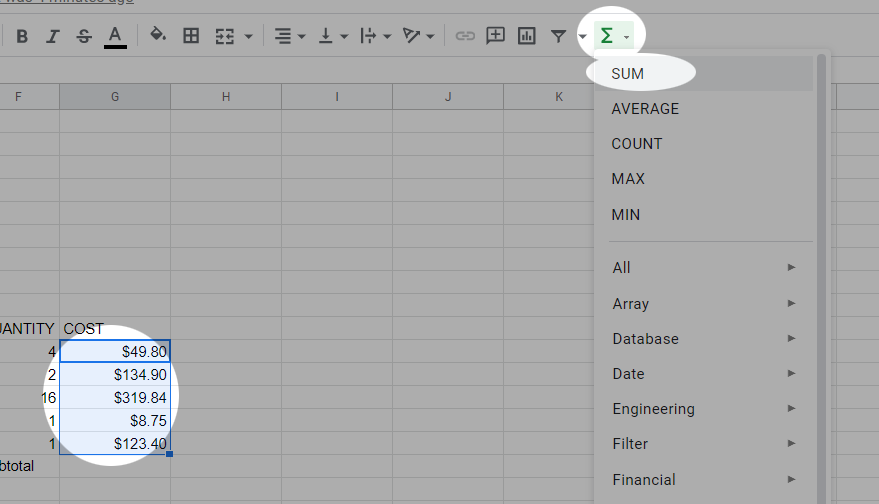 was 4 minutes ago
B I S A Σ
SUM
AVERAGE
COUNT
MAX
MIN
All
Array
Database
Date
Engineering
Filter
Financial
F G H I J K
UANTITY COST
4 $49.80
2 $134.90
16 $319.84
1 $8.75
1 $123.40
btotal